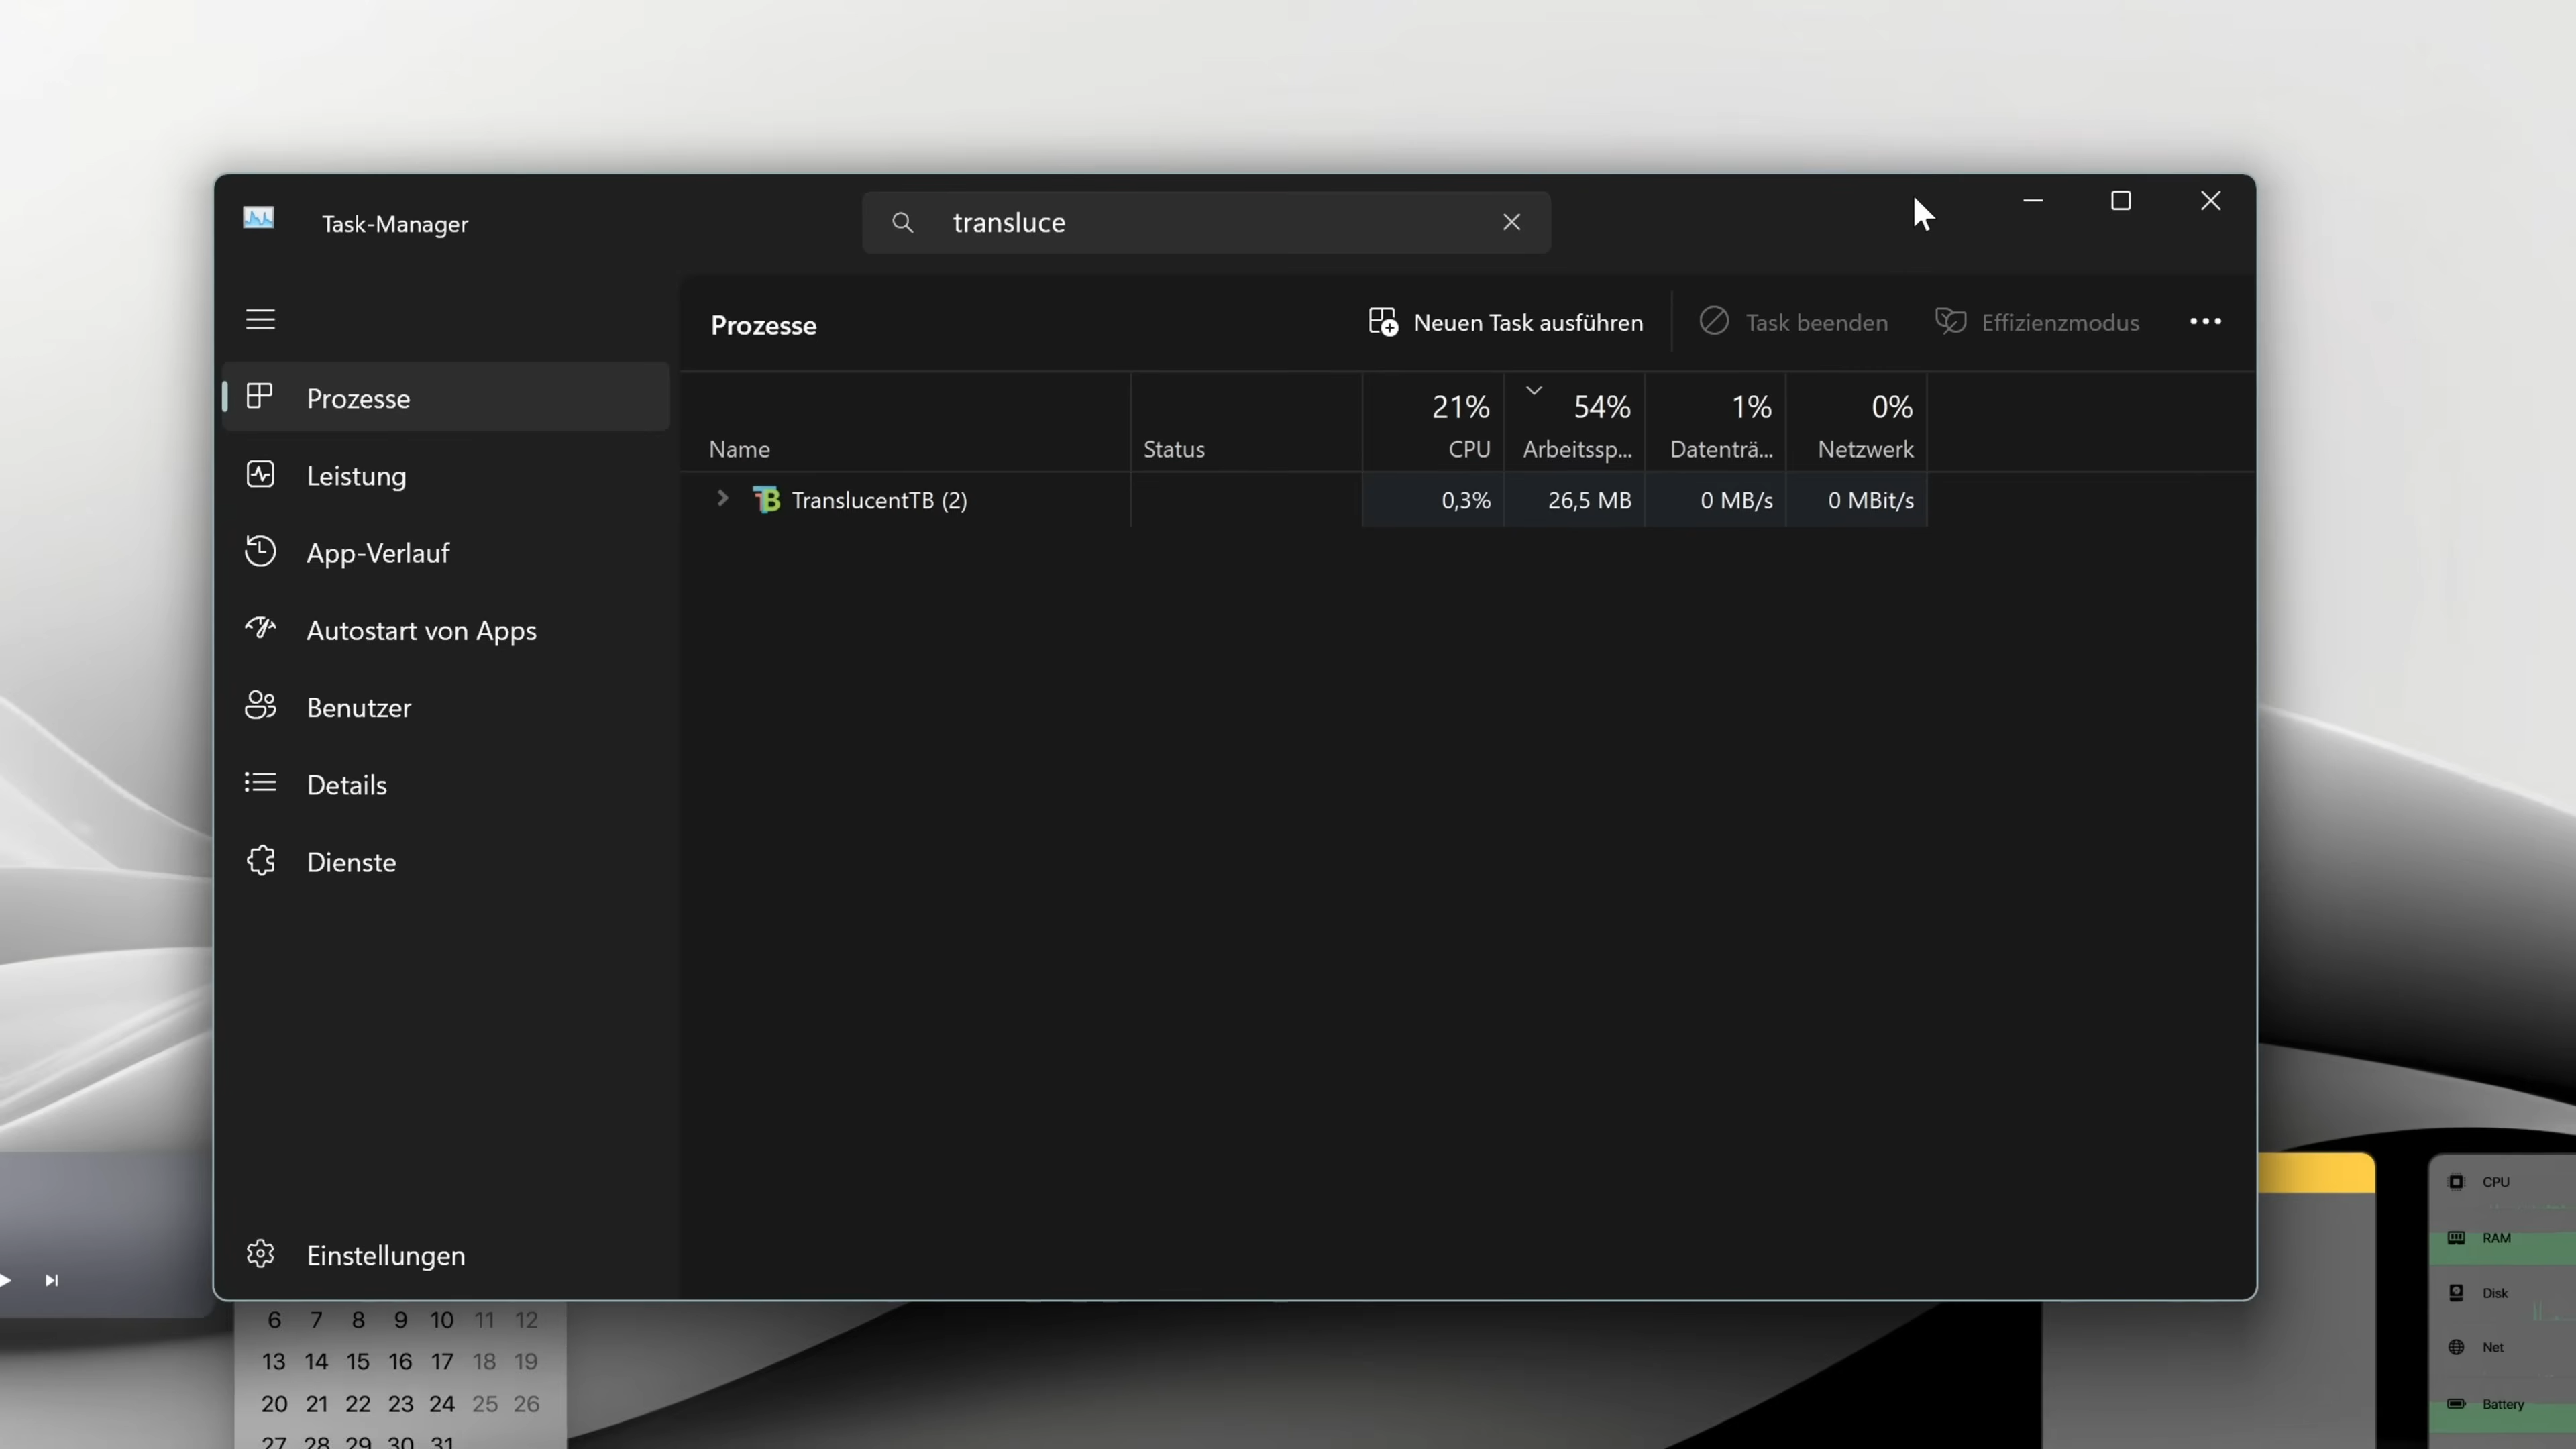 Task-Manager
transluce
Prozesse
Neuen Task ausführen
Task beenden
Effizienzmodus
Prozesse
Leistung
App-Verlauf
Autostart von Apps
Benutzer
Details
Dienste
Einstellungen
21% 54% 1% 0%
Name Status CPU Arbeitssp... Datenträ... Netzwerk
TranslucentTB (2) 0,3% 26,5 MB 0 MB/s 0 MBit/s
6 7 8 9 10 11 12
13 14 15 16 17 18 19
20 21 22 23 24 25 26
27 28 29 30 31
CPU
RAM
Disk
Net
Battery